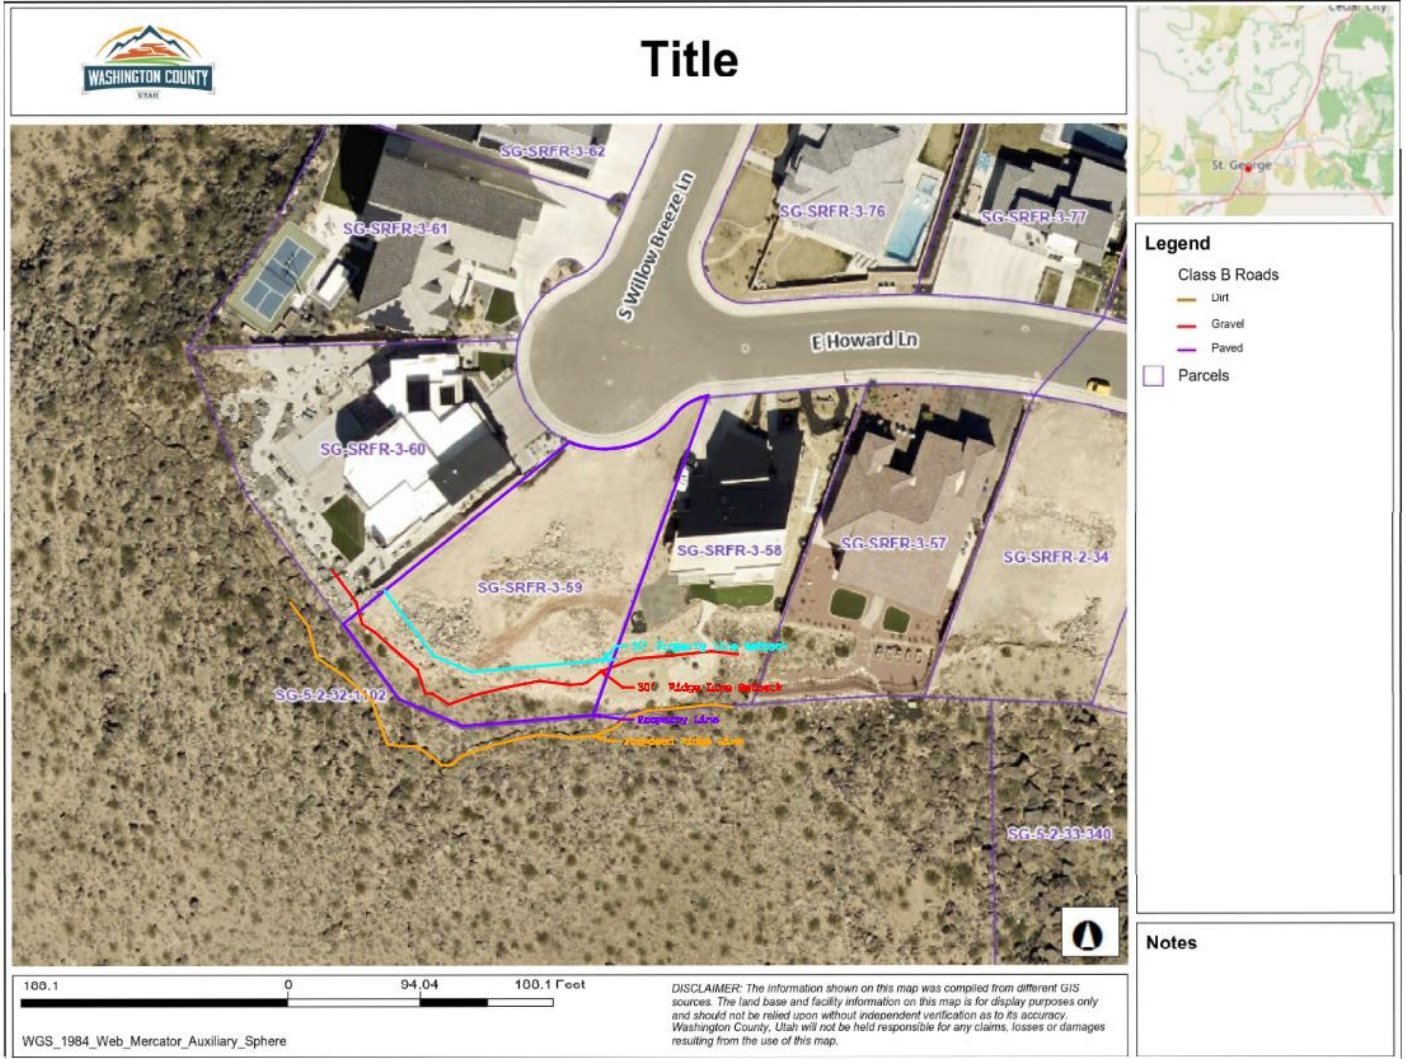 WASHINGTON COUNTY
UTAH
Title
Cedar City
St. George
SG-SRFR-3-62
SG-SRFR-3-61
S Willow Breeze Ln
SG-SRFR-3-76
SG-SRFR-3-77
E Howard Ln
SG-SRFR-3-60
SG-SRFR-3-59
SG-SRFR-3-58
SG-SRFR-3-57
SG-SRFR-2-34
30' Property Line Setback
30' Ridge Line Setback
SG-5-2-32-1102
Property Line
Proposed Ridge Line
SG-5-2-33-340
Legend
Class B Roads
Dirt
Gravel
Paved
Parcels
Notes
188.1
0
94.04
188.1 Feet
WGS_1984_Web_Mercator_Auxiliary_Sphere
DISCLAIMER: The information shown on this map was compiled from different GIS
sources. The land base and facility information on this map is for display purposes only
and should not be relied upon without independent verification as to its accuracy.
Washington County, Utah will not be held responsible for any claims, losses or damages
resulting from the use of this map.